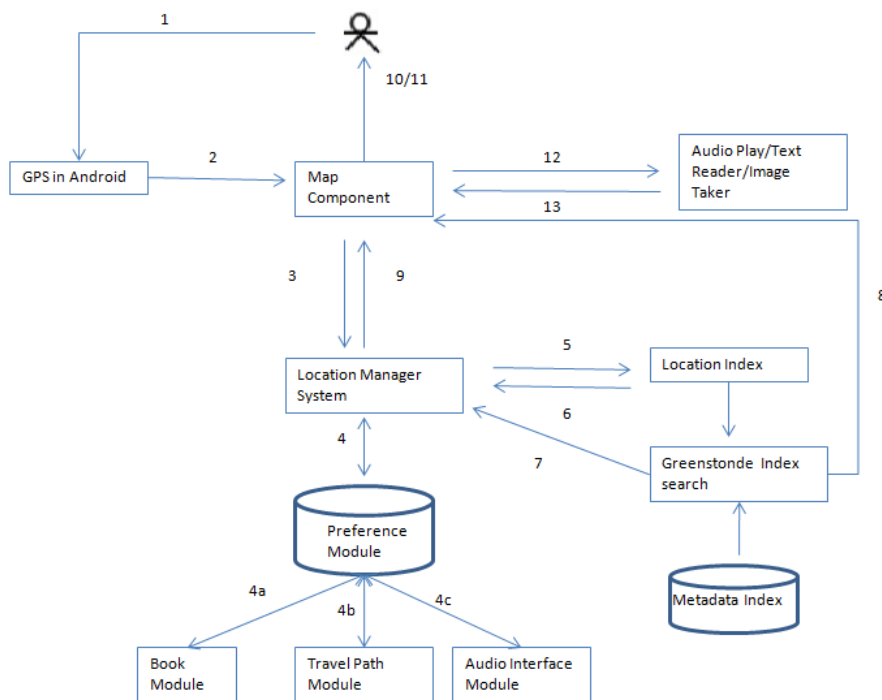 1
10/11
2
GPS in Android
Map
Component
12
Audio Play/Text
Reader/Image
Taker
13
3
9
8
5
Location Manager
System
Location Index
6
4
7
Greenstonde Index
search
Preference
Module
4a
4b
4c
Metadata Index
Book
Module
Travel Path
Module
Audio Interface
Module